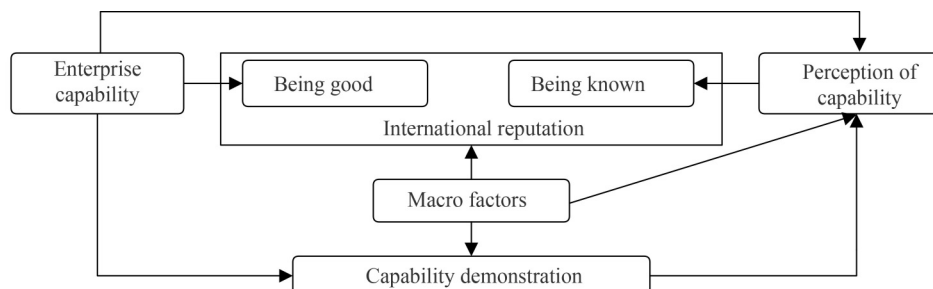 Enterprise
capability
Being good
Being known
Perception of
capability
International reputation
Macro factors
Capability demonstration